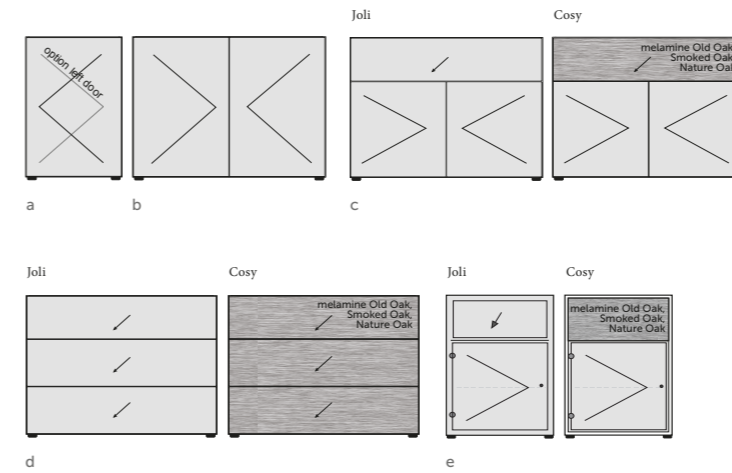 Joli
Cosy
option left door
melamine Old Oak,
Smoked Oak,
Nature Oak
a
b
c
Joli
Cosy
Joli
Cosy
melamine Old Oak,
Smoked Oak,
Nature Oak
melamine Old Oak,
Smoked Oak,
Nature Oak
d
e